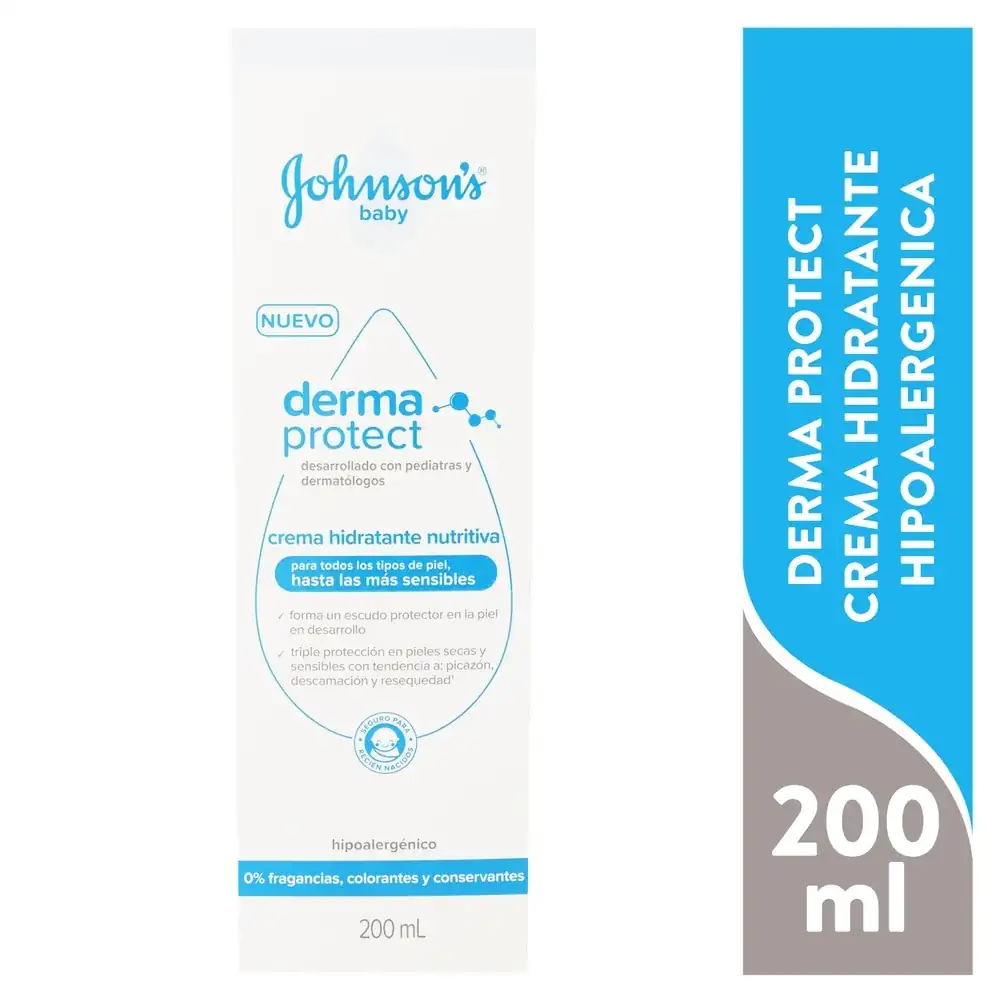 Johnson's®
baby
NUEVO
derma
protect
desarrollado con pediatras y
dermatólogos
crema hidratante nutritiva
para todos los tipos de piel,
hasta las más sensibles
✓ forma un escudo protector en la piel
en desarrollo
✓ triple protección en pieles secas y
sensibles con tendencia a: picazón,
descamación y resequedad¹
SEGURO PARA
RECIÉN NACIDOS
hipoalergénico
0% fragancias, colorantes y conservantes
200 mL
DERMA PROTECT
CREMA HIDRATANTE
HIPOALERGENICA
200
ml